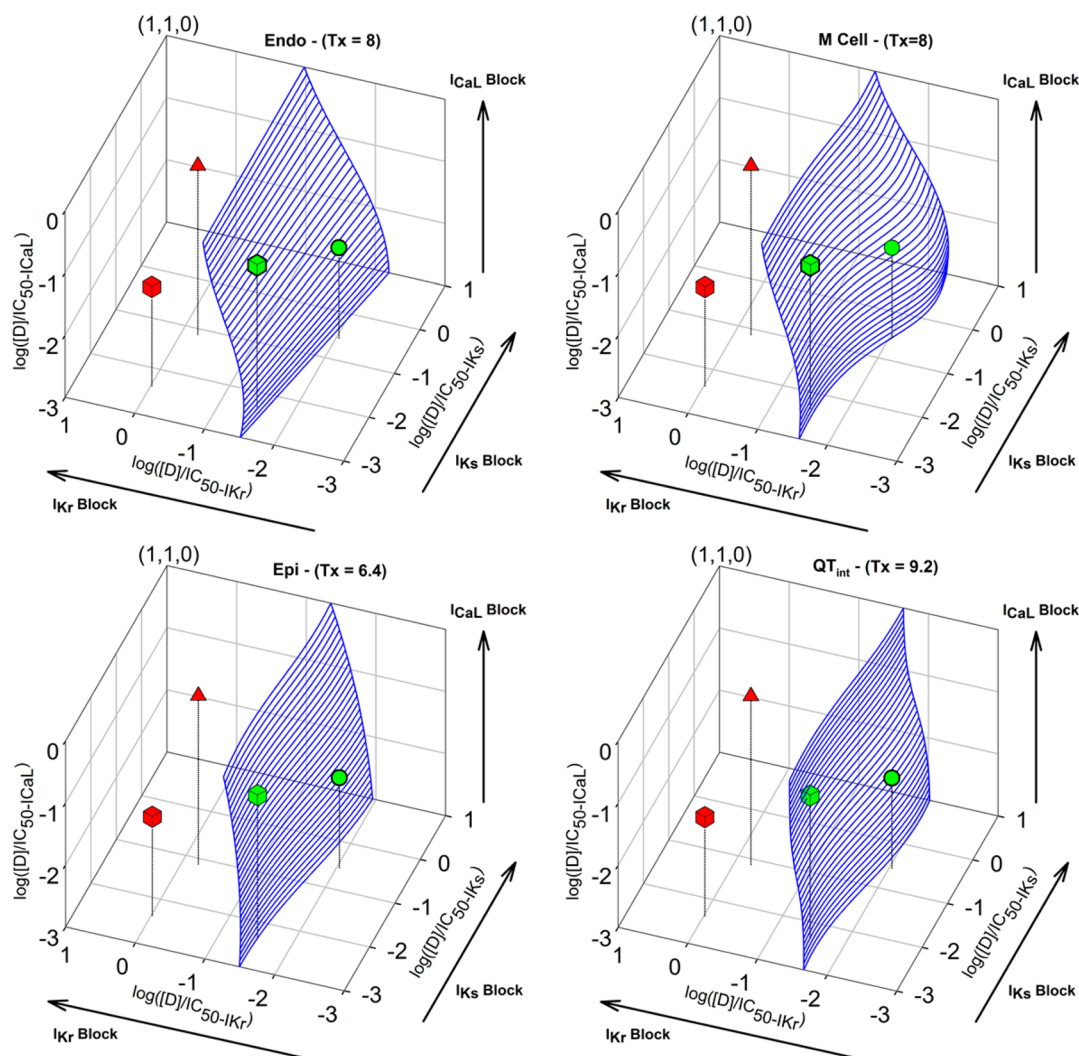 (1,1,0)
Endo - (Tx = 8)
ICaL Block
0
-1
-2
-3
log([D]/IC50-ICaL)
1
0
-1
-2
-3
log([D]/IC50-IKr)
1
0
-1
-2
-3
log([D]/IC50-IKs)
IKs Block
IKr Block
(1,1,0)
M Cell - (Tx=8)
ICaL Block
0
-1
-2
-3
log([D]/IC50-ICaL)
1
0
-1
-2
-3
log([D]/IC50-IKr)
1
0
-1
-2
-3
log([D]/IC50-IKs)
IKs Block
IKr Block
(1,1,0)
Epi - (Tx = 6.4)
ICaL Block
0
-1
-2
-3
log([D]/IC50-ICaL)
1
0
-1
-2
-3
log([D]/IC50-IKr)
1
0
-1
-2
-3
log([D]/IC50-IKs)
IKs Block
IKr Block
(1,1,0)
QTint - (Tx = 9.2)
ICaL Block
0
-1
-2
-3
log([D]/IC50-ICaL)
1
0
-1
-2
-3
log([D]/IC50-IKr)
1
0
-1
-2
-3
log([D]/IC50-IKs)
IKs Block
IKr Block